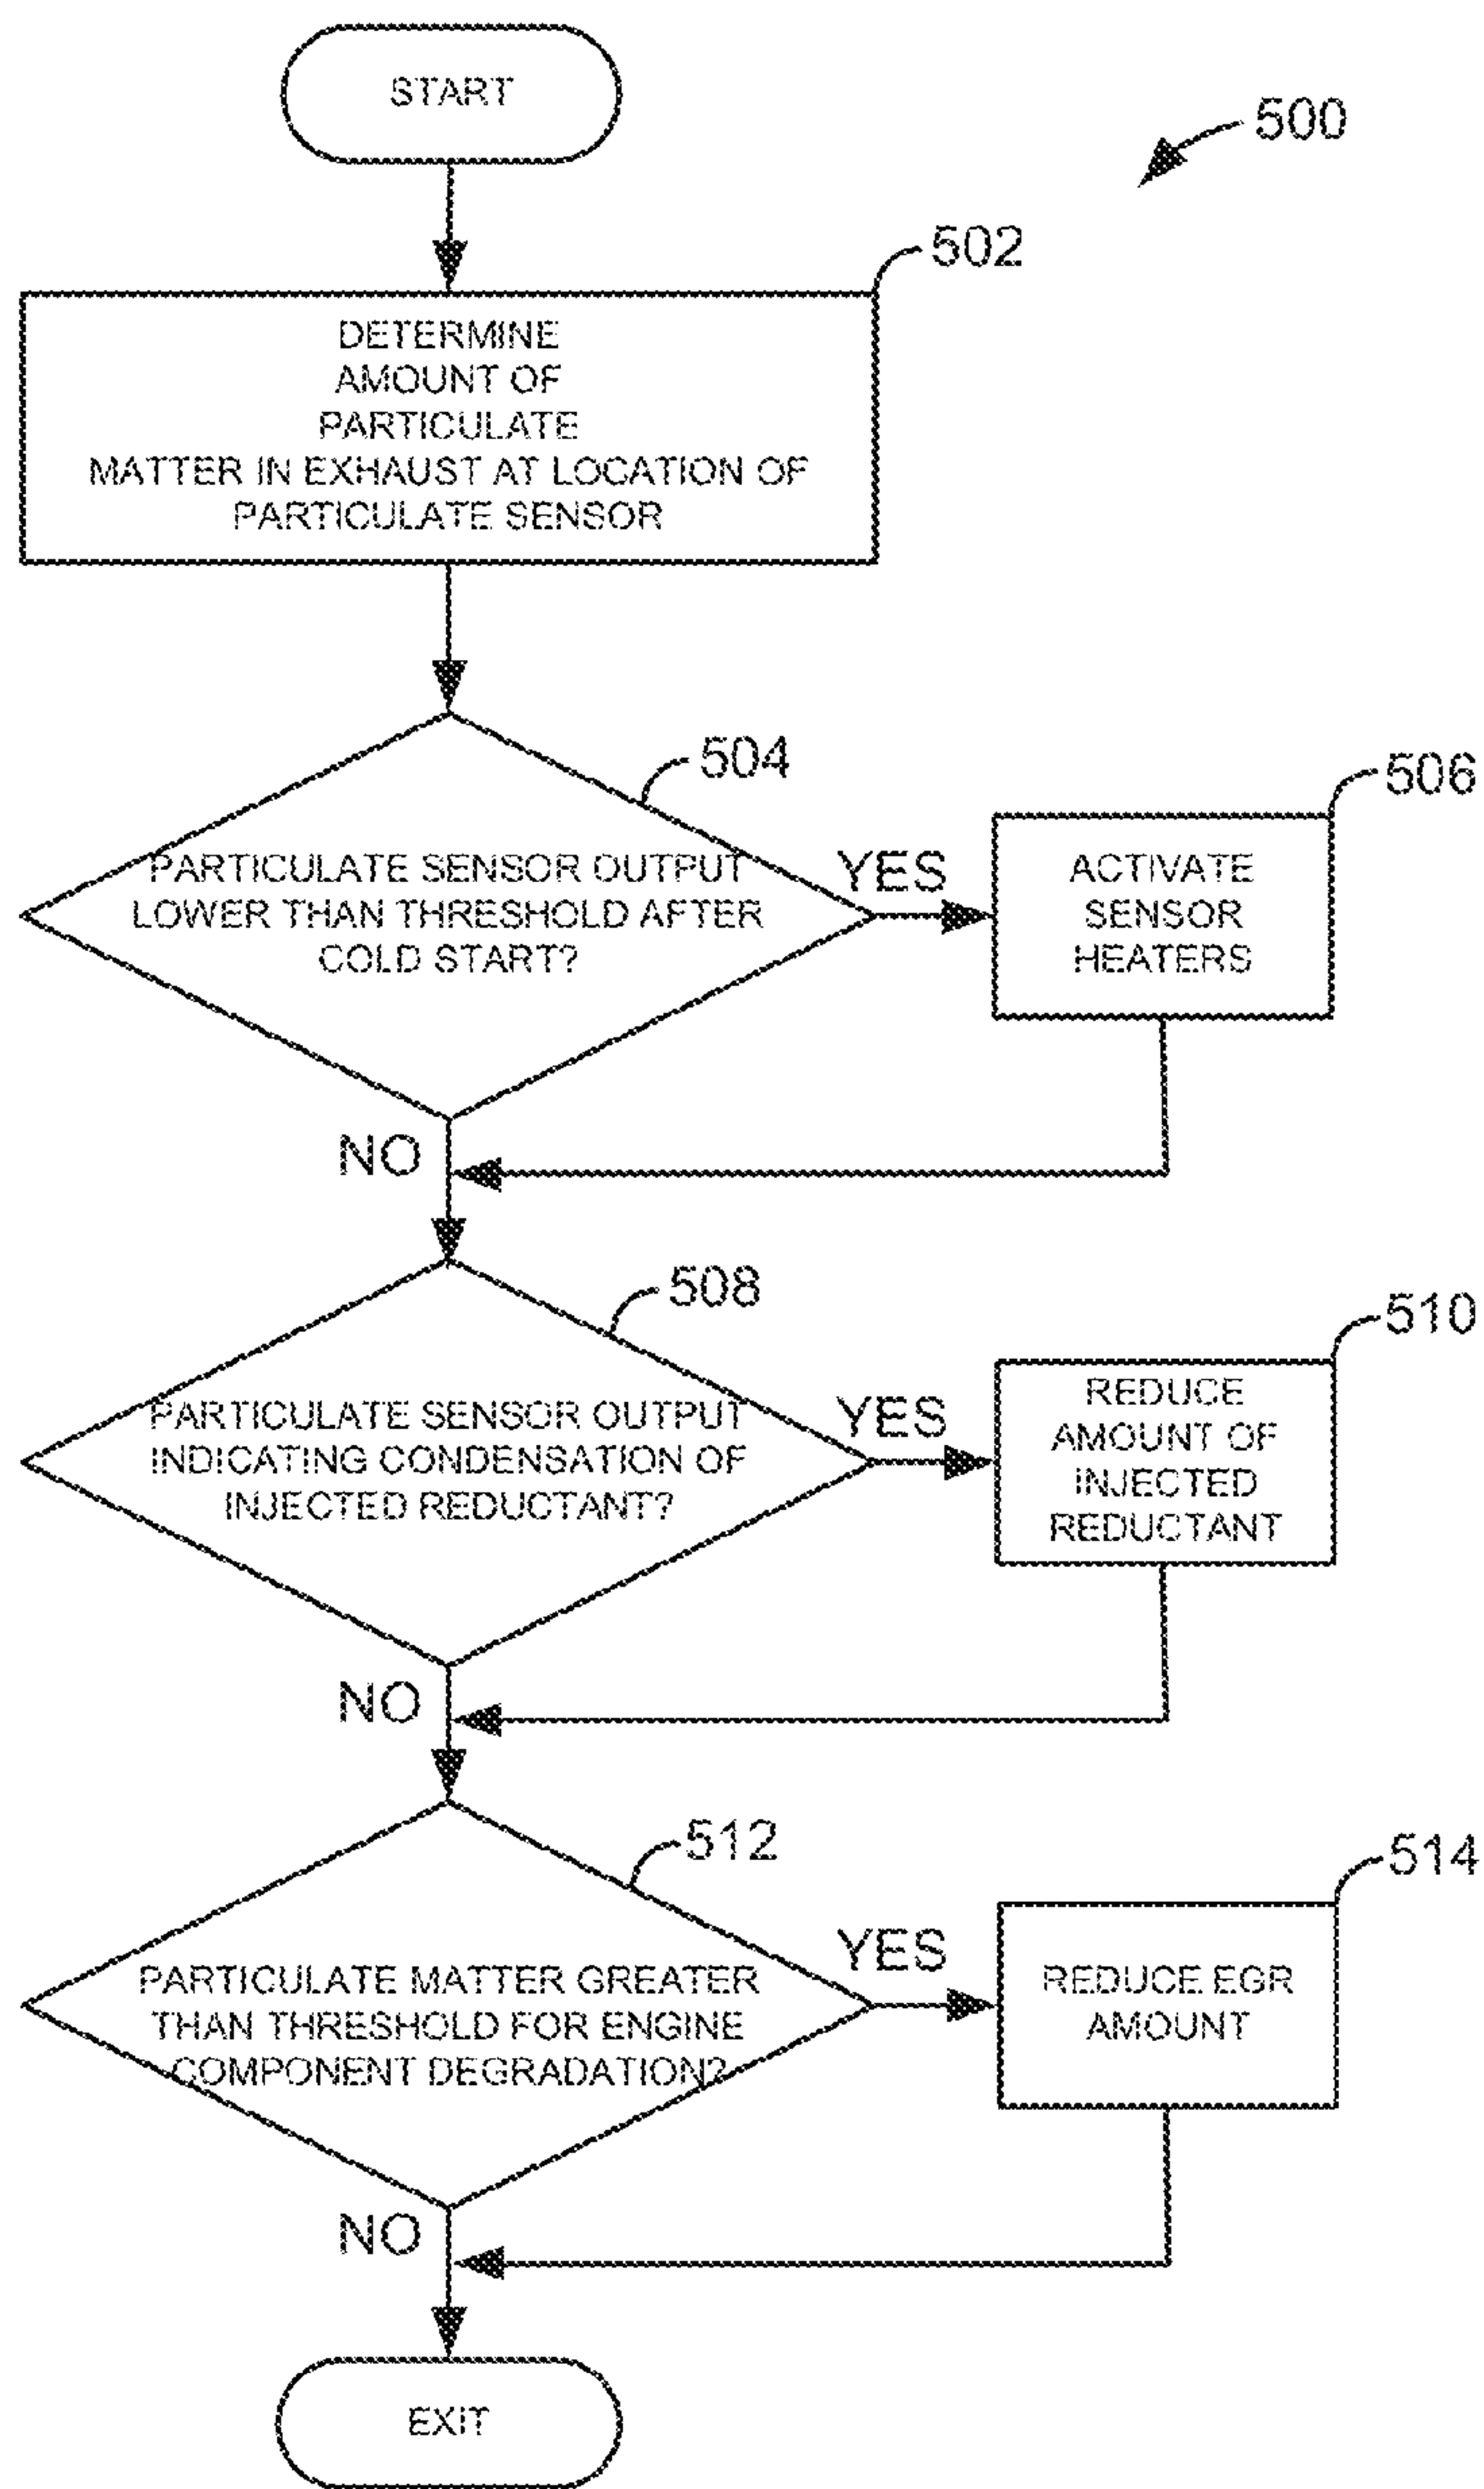 START
500
502
DETERMINE
AMOUNT OF
PARTICULATE
MATTER IN EXHAUST AT LOCATION OF
PARTICULATE SENSOR
504
506
PARTICULATE SENSOR OUTPUT
LOWER THAN THRESHOLD AFTER
COLD START?
YES
ACTIVATE
SENSOR
HEATERS
NO
508
510
PARTICULATE SENSOR OUTPUT
INDICATING CONDENSATION OF
INJECTED REDUCTANT?
YES
REDUCE
AMOUNT OF
INJECTED
REDUCTANT
NO
512
514
PARTICULATE MATTER GREATER
THAN THRESHOLD FOR ENGINE
COMPONENT DEGRADATION?
YES
REDUCE EGR
AMOUNT
NO
EXIT